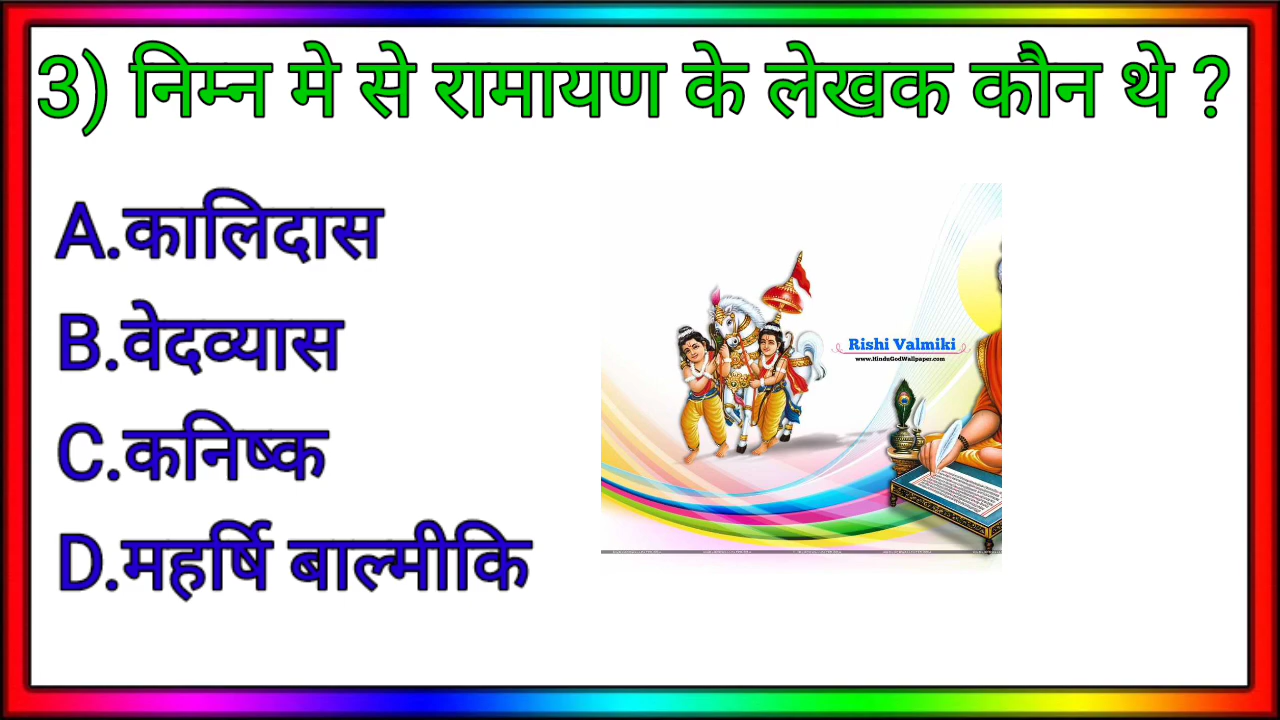 3) निम्न मे से रामायण के लेखक कौन थे ?
A.कालिदास
B.वेदव्यास
C.कनिष्क
D.महर्षि बाल्मीकि
Rishi Valmiki
www.HinduGodWallpaper.com